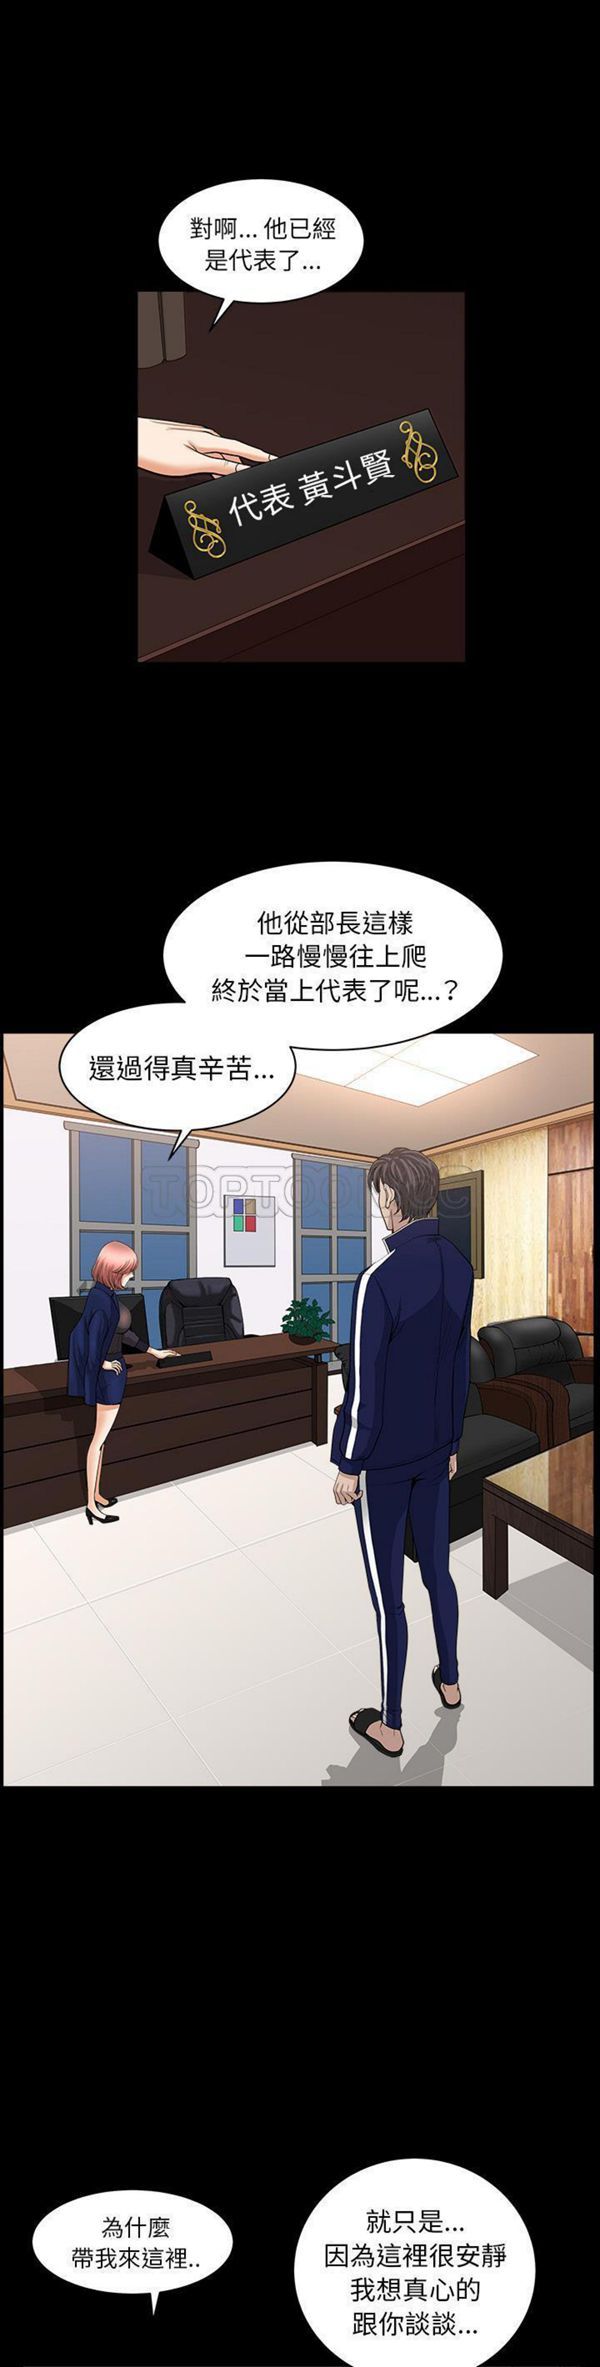 對啊... 他已經
是代表了...
代表 黃斗賢
他從部長這樣
一路慢慢往上爬
終於當上代表了呢...？
還過得真辛苦...
TOPTOON.CC
為什麼
帶我來這裡..
就只是...
因為這裡很安靜
我想真心的
跟你談談...